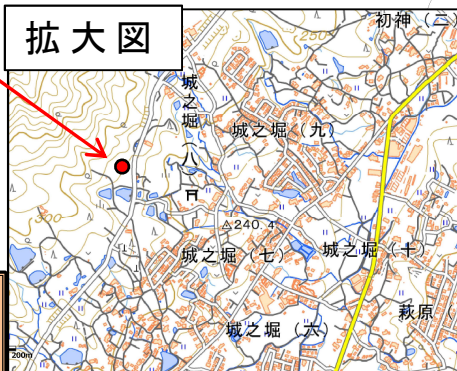 拡大図
初神（二）
250
城之堀（八）
城之堀（九）
240.4
300
城之堀（七）
城之堀（十）
萩原（
城之堀（六）
200m